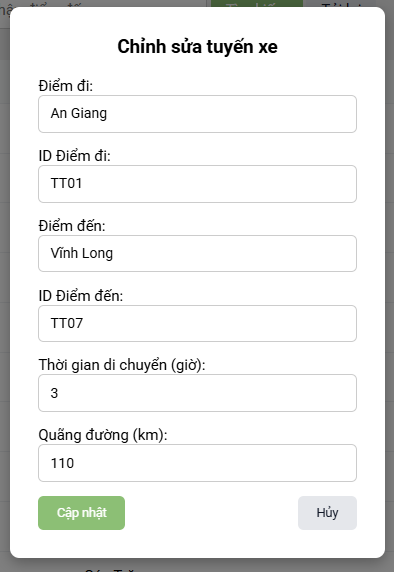 Chỉnh sửa tuyến xe
Điểm đi:
An Giang
ID Điểm đi:
TT01
Điểm đến:
Vĩnh Long
ID Điểm đến:
TT07
Thời gian di chuyển (giờ):
3
Quãng đường (km):
110
Cập nhật
Hủy